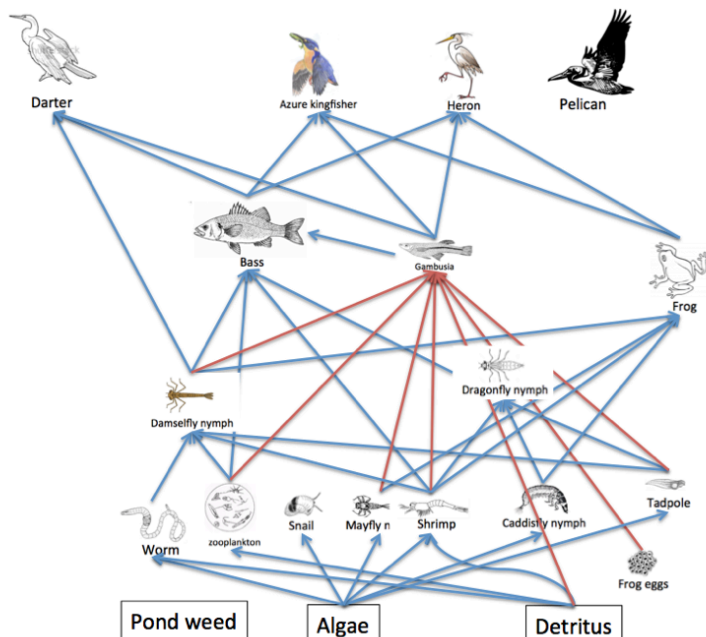 Darter
Azure kingfisher
Heron
Pelican
Bass
Gambusia
Frog
Dragonfly nymph
Damselfly nymph
Tadpole
Snail
Mayfly n
Shrimp
Caddisfly nymph
Worm
zooplankton
Frog eggs
Pond weed
Algae
Detritus